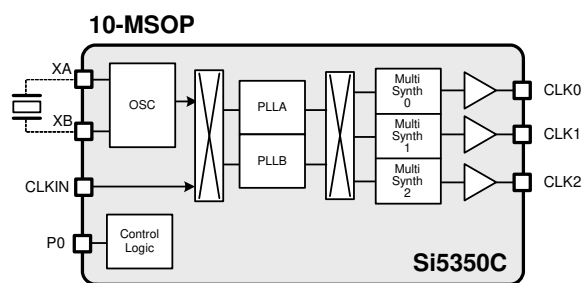 10-MSOP
XA
XB
OSC
CLKIN
P0
Control
Logic
PLLA
PLLB
Multi
Synth
0
Multi
Synth
1
Multi
Synth
2
CLK0
CLK1
CLK2
Si5350C